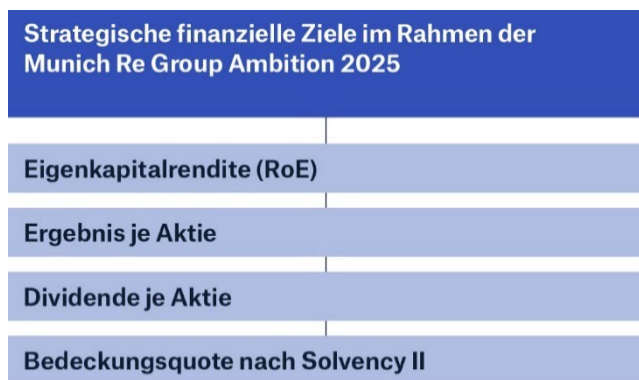 Strategische finanzielle Ziele im Rahmen der
Munich Re Group Ambition 2025
Eigenkapitalrendite (RoE)
Ergebnis je Aktie
Dividende je Aktie
Bedeckungsquote nach Solvency II